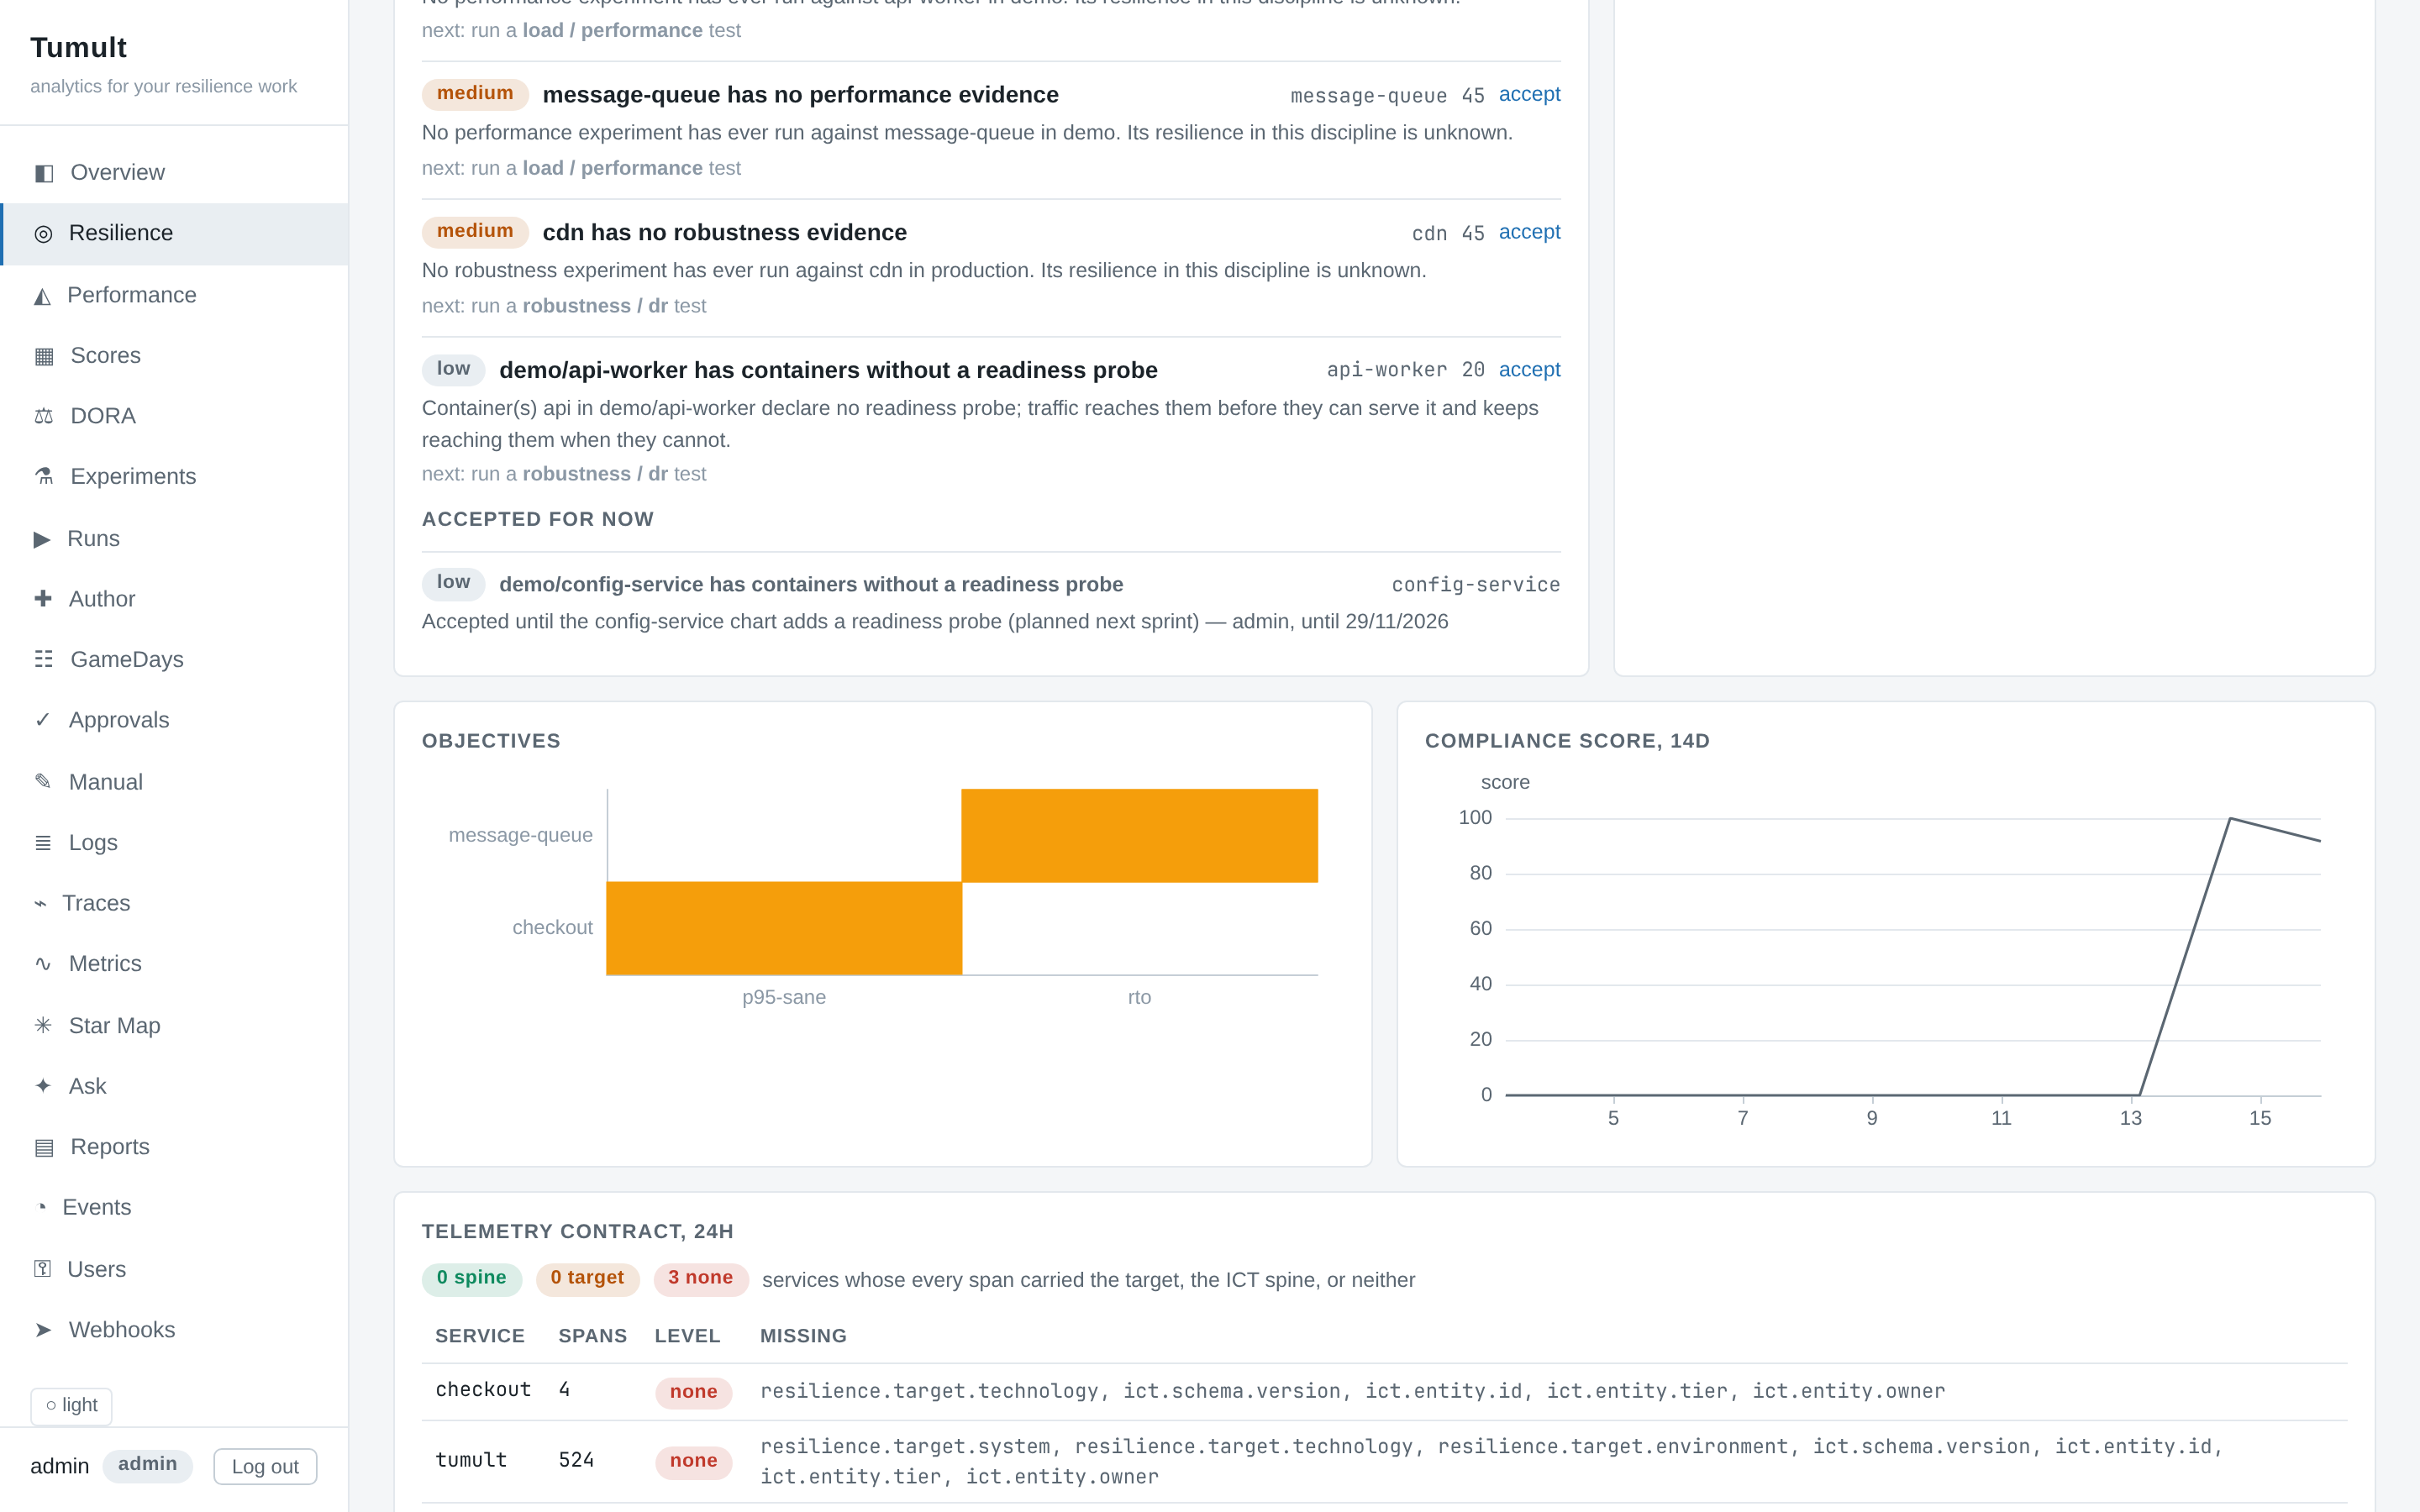 Tumult
analytics for your resilience work
Overview
Resilience
Performance
Scores
DORA
Experiments
Runs
Author
GameDays
Approvals
Manual
Logs
Traces
Metrics
Star Map
Ask
Reports
Events
Users
Webhooks
light
admin admin Log out
next: run a load / performance test
medium message-queue has no performance evidence message-queue 45 accept
No performance experiment has ever run against message-queue in demo. Its resilience in this discipline is unknown.
next: run a load / performance test
medium cdn has no robustness evidence cdn 45 accept
No robustness experiment has ever run against cdn in production. Its resilience in this discipline is unknown.
next: run a robustness / dr test
low demo/api-worker has containers without a readiness probe api-worker 20 accept
Container(s) api in demo/api-worker declare no readiness probe; traffic reaches them before they can serve it and keeps
reaching them when they cannot.
next: run a robustness / dr test
ACCEPTED FOR NOW
low demo/config-service has containers without a readiness probe config-service
Accepted until the config-service chart adds a readiness probe (planned next sprint) — admin, until 29/11/2026
OBJECTIVES
message-queue
checkout
p95-sane rto
COMPLIANCE SCORE, 14D
score
100
80
60
40
20
0
5 7 9 11 13 15
TELEMETRY CONTRACT, 24H
0 spine 0 target 3 none services whose every span carried the target, the ICT spine, or neither
SERVICE SPANS LEVEL MISSING
checkout 4 none resilience.target.technology, ict.schema.version, ict.entity.id, ict.entity.tier, ict.entity.owner
tumult 524 none resilience.target.system, resilience.target.technology, resilience.target.environment, ict.schema.version, ict.entity.id,
ict.entity.tier, ict.entity.owner